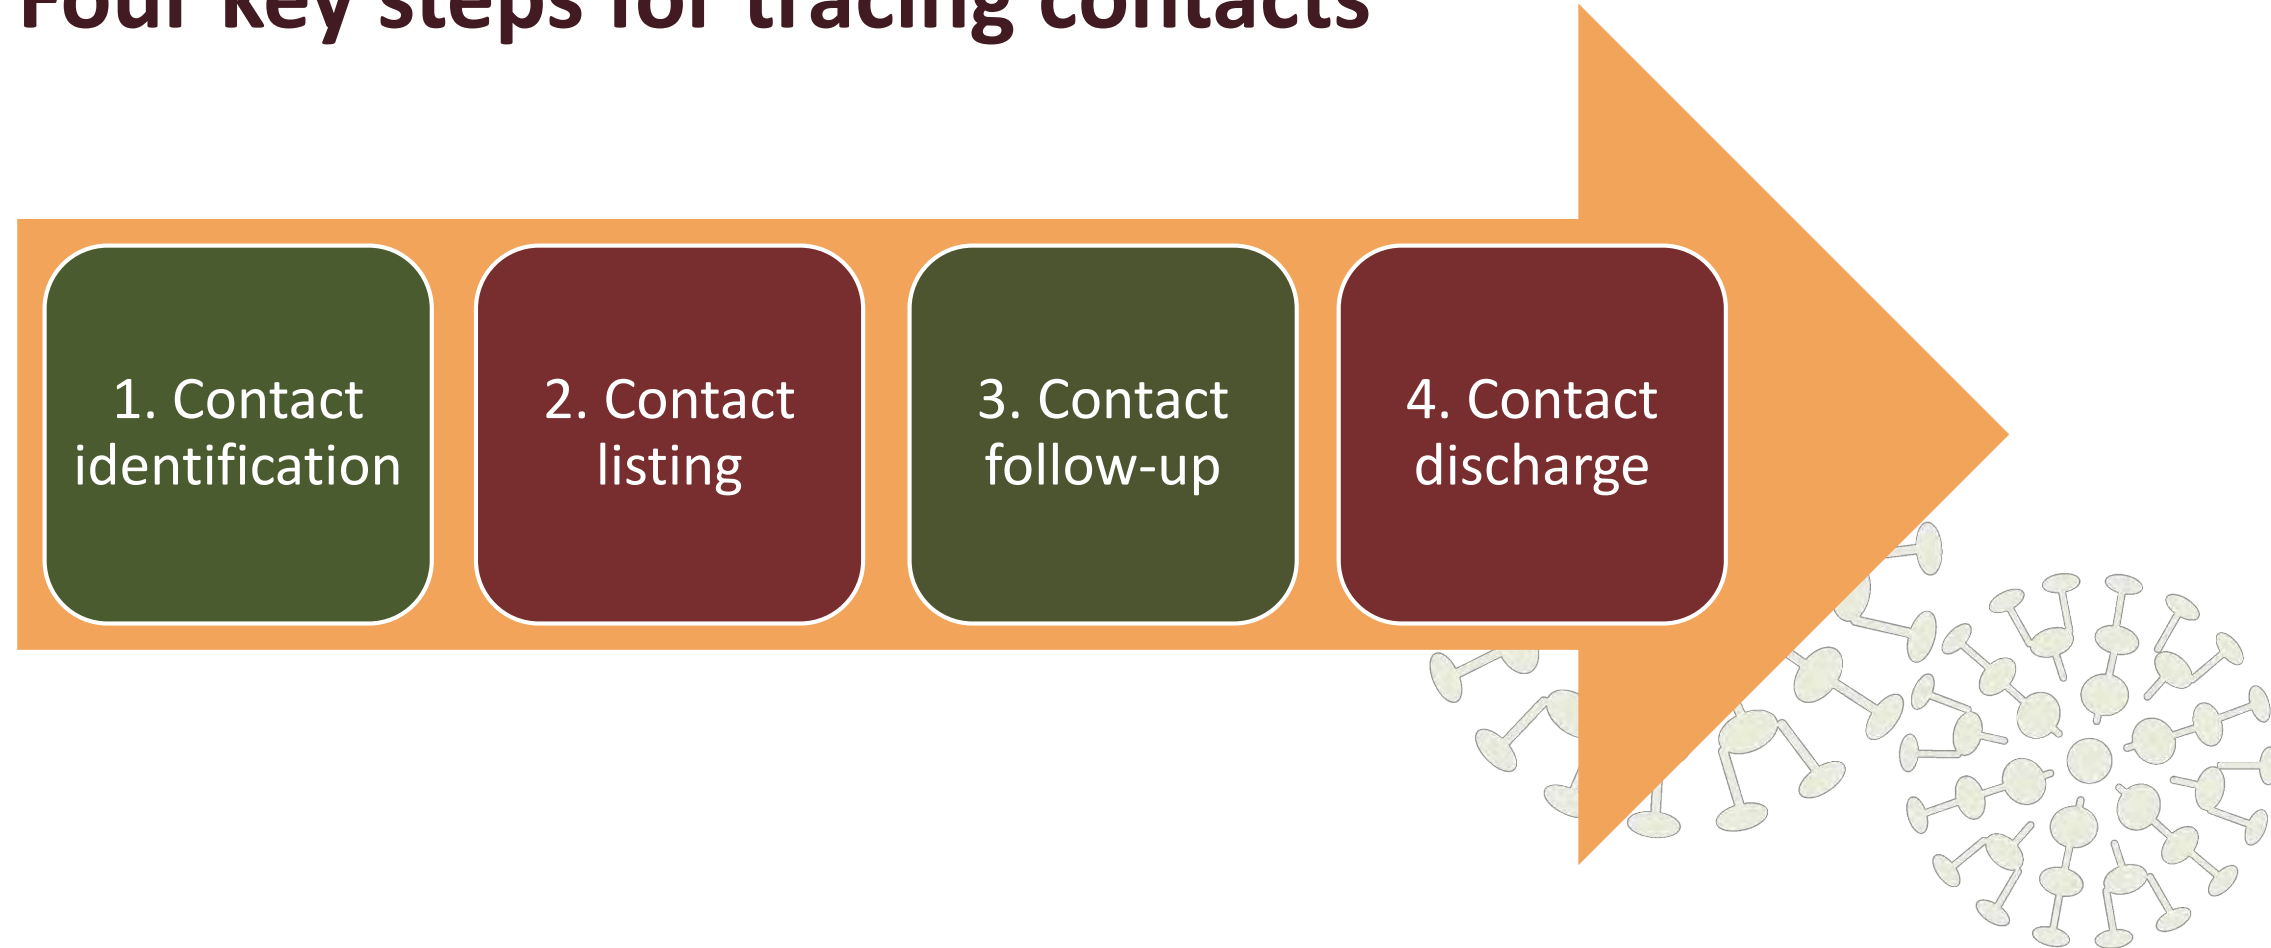 Four key steps for tracing contacts
1. Contact
identification
2. Contact
listing
3. Contact
follow-up
4. Contact
discharge